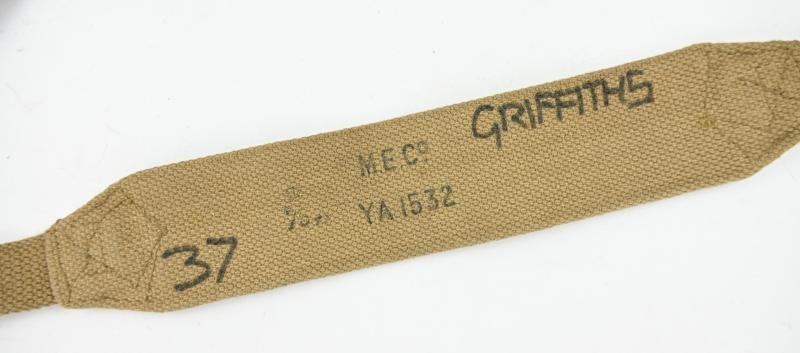 GRIFFITHS
M.E.Cº
YA1532
37